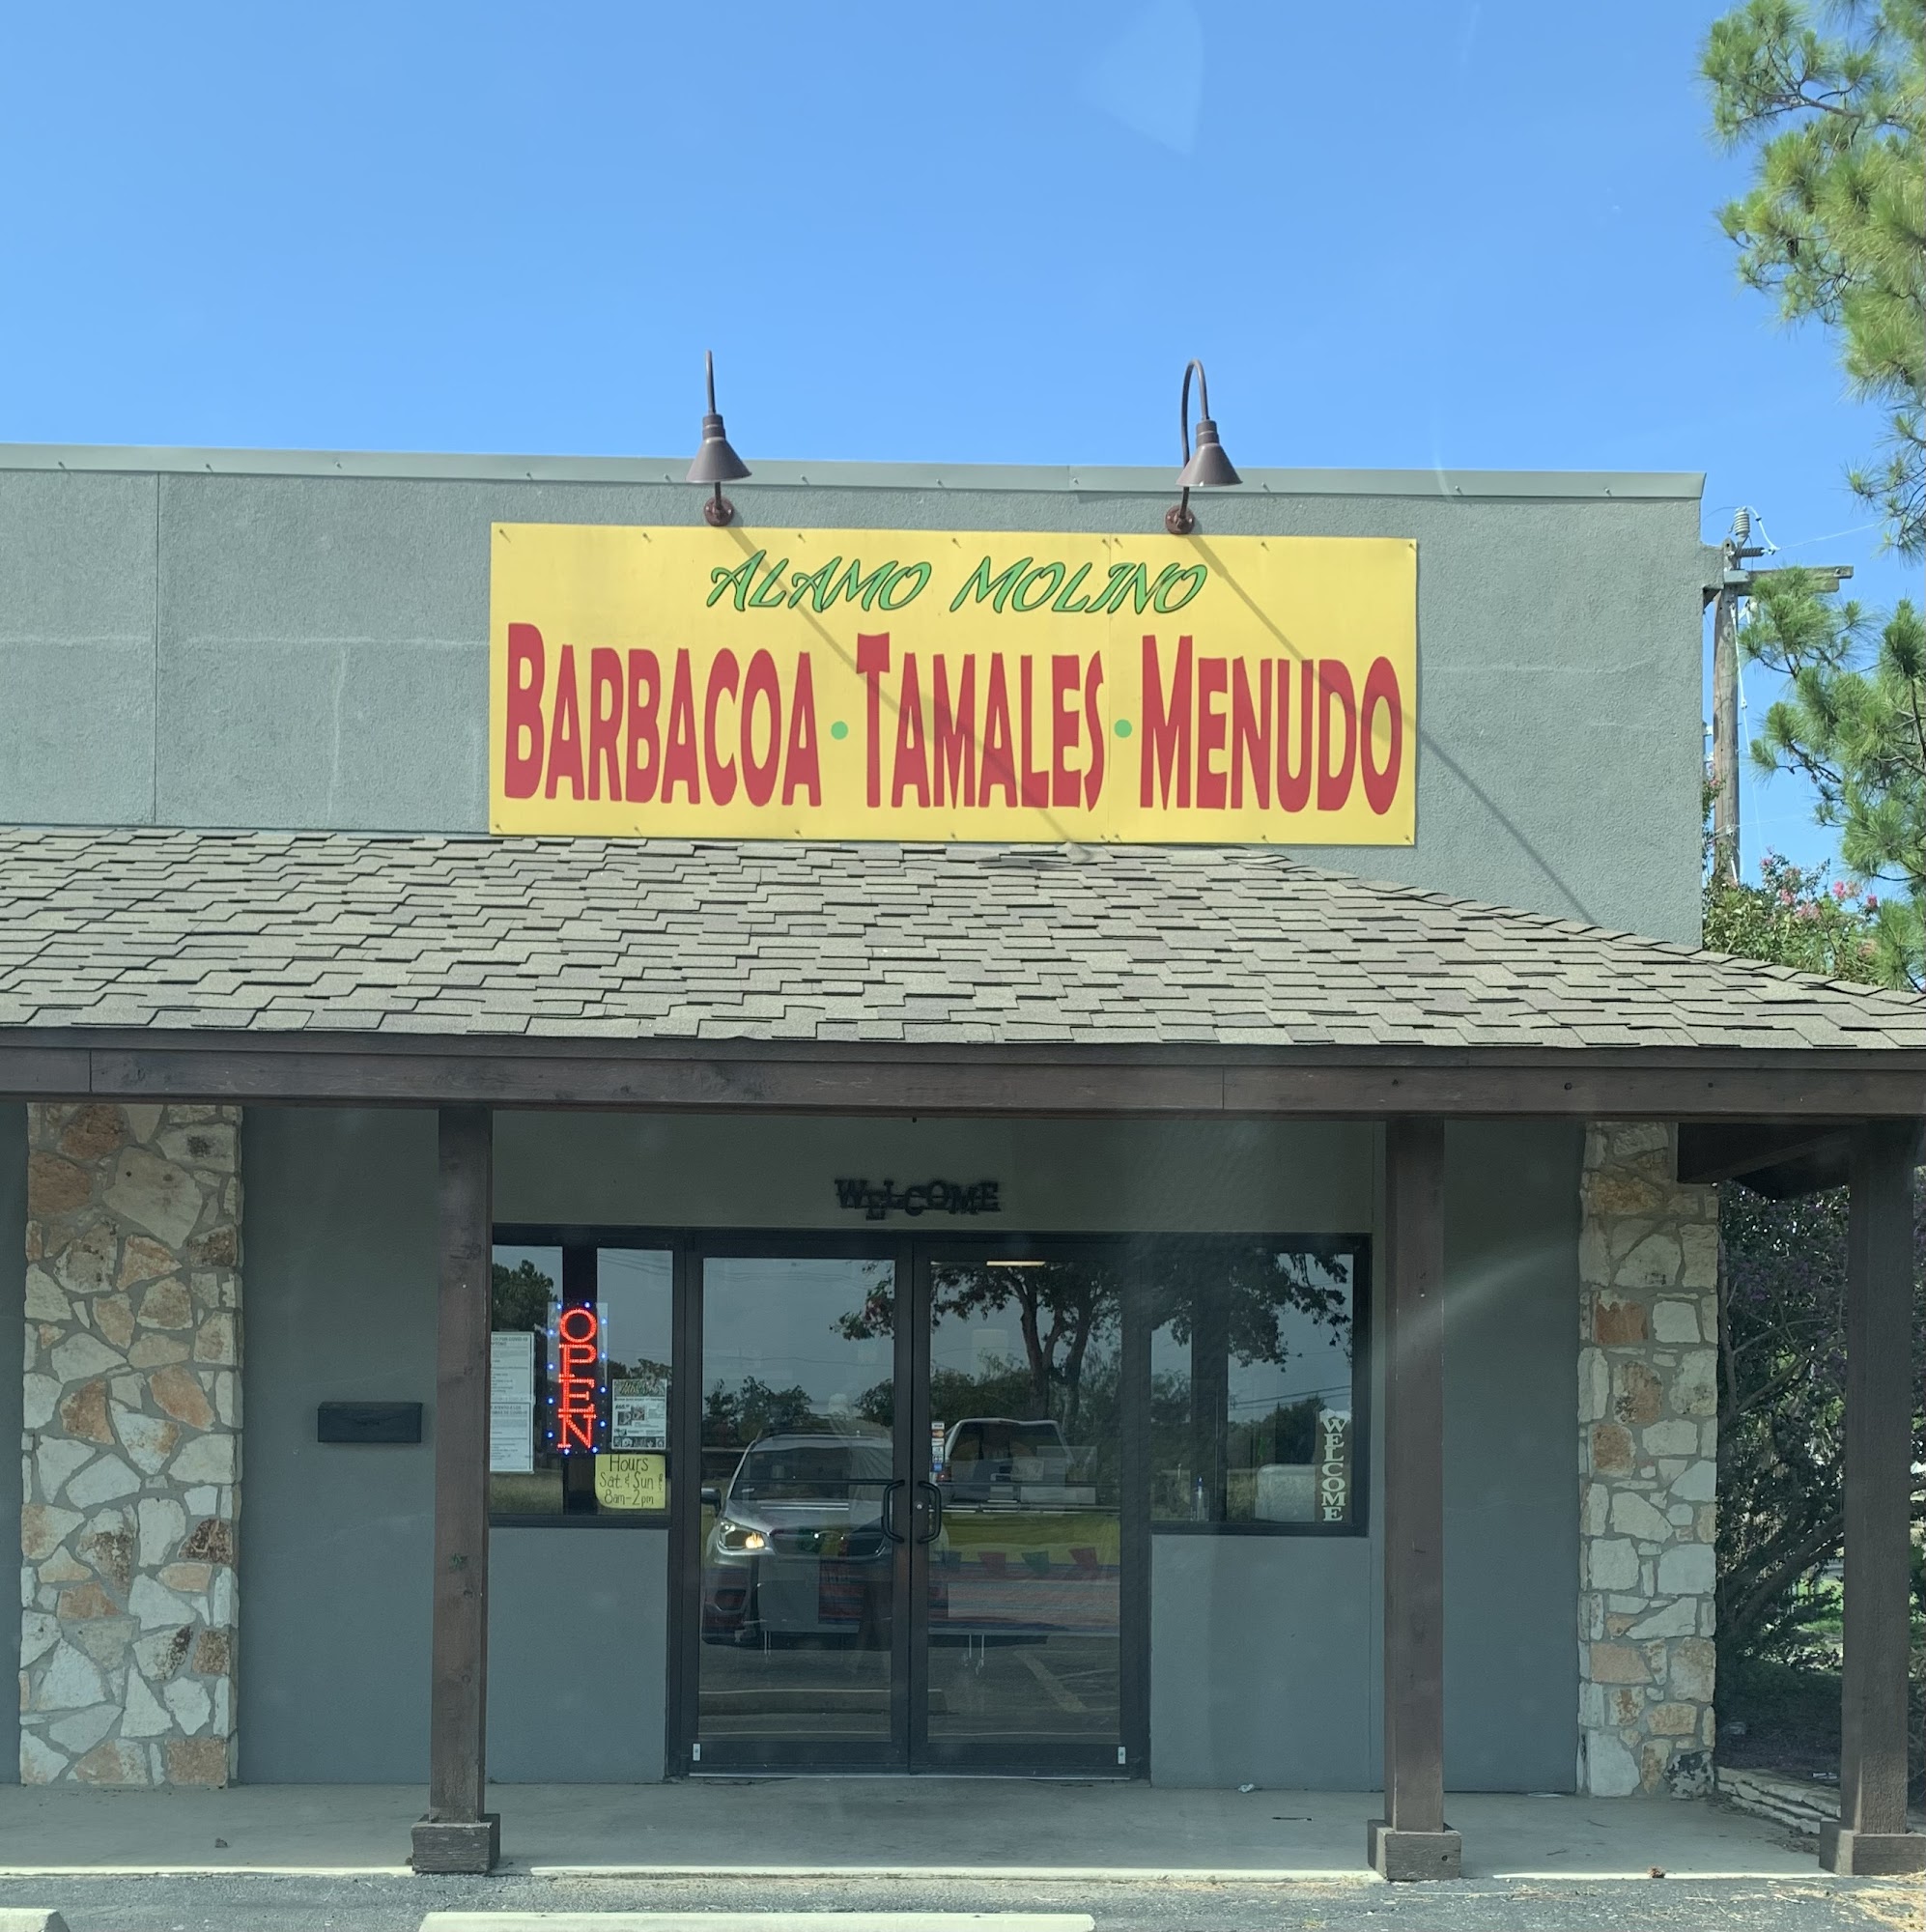 ALAMO MOLINO
BARBACOA • TAMALES • MENUDO
WELCOME
OPEN
Hours
Sat. & Sun
8am-2pm
WELCOME